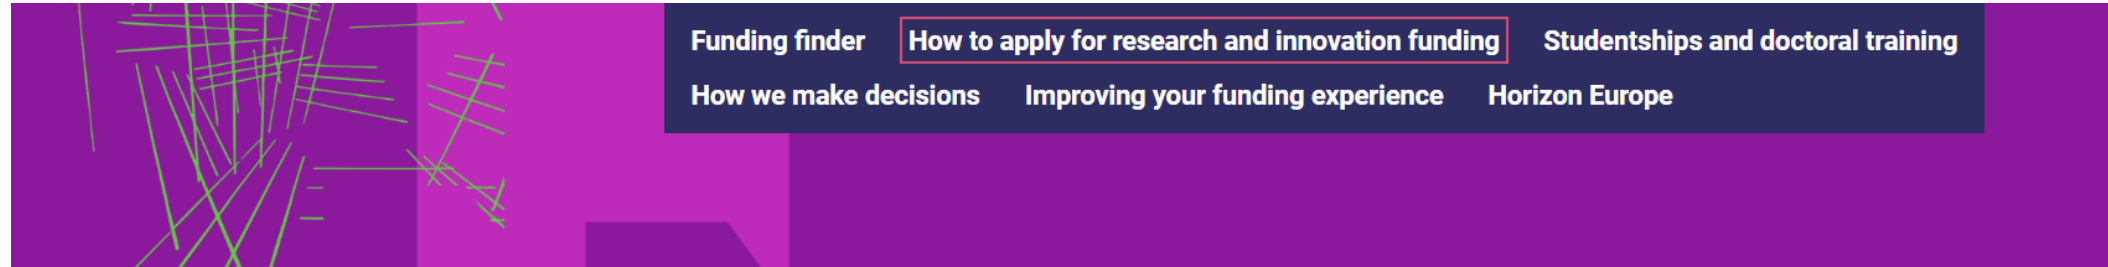 Funding finder How to apply for research and innovation funding Studentships and doctoral training
How we make decisions Improving your funding experience Horizon Europe